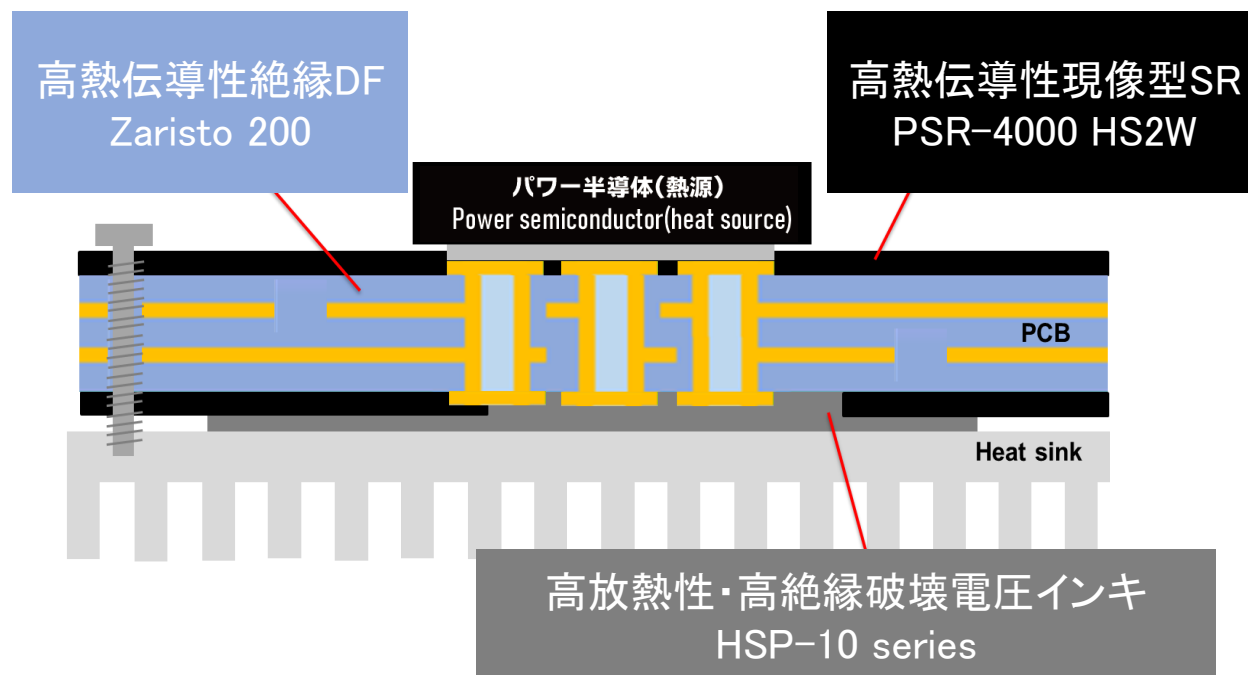 高熱伝導性絶縁DF
Zaristo 200
高熱伝導性現像型SR
PSR-4000 HS2W
パワー半導体(熱源)
Power semiconductor(heat source)
PCB
Heat sink
高放熱性・高絶縁破壊電圧インキ
HSP-10 series